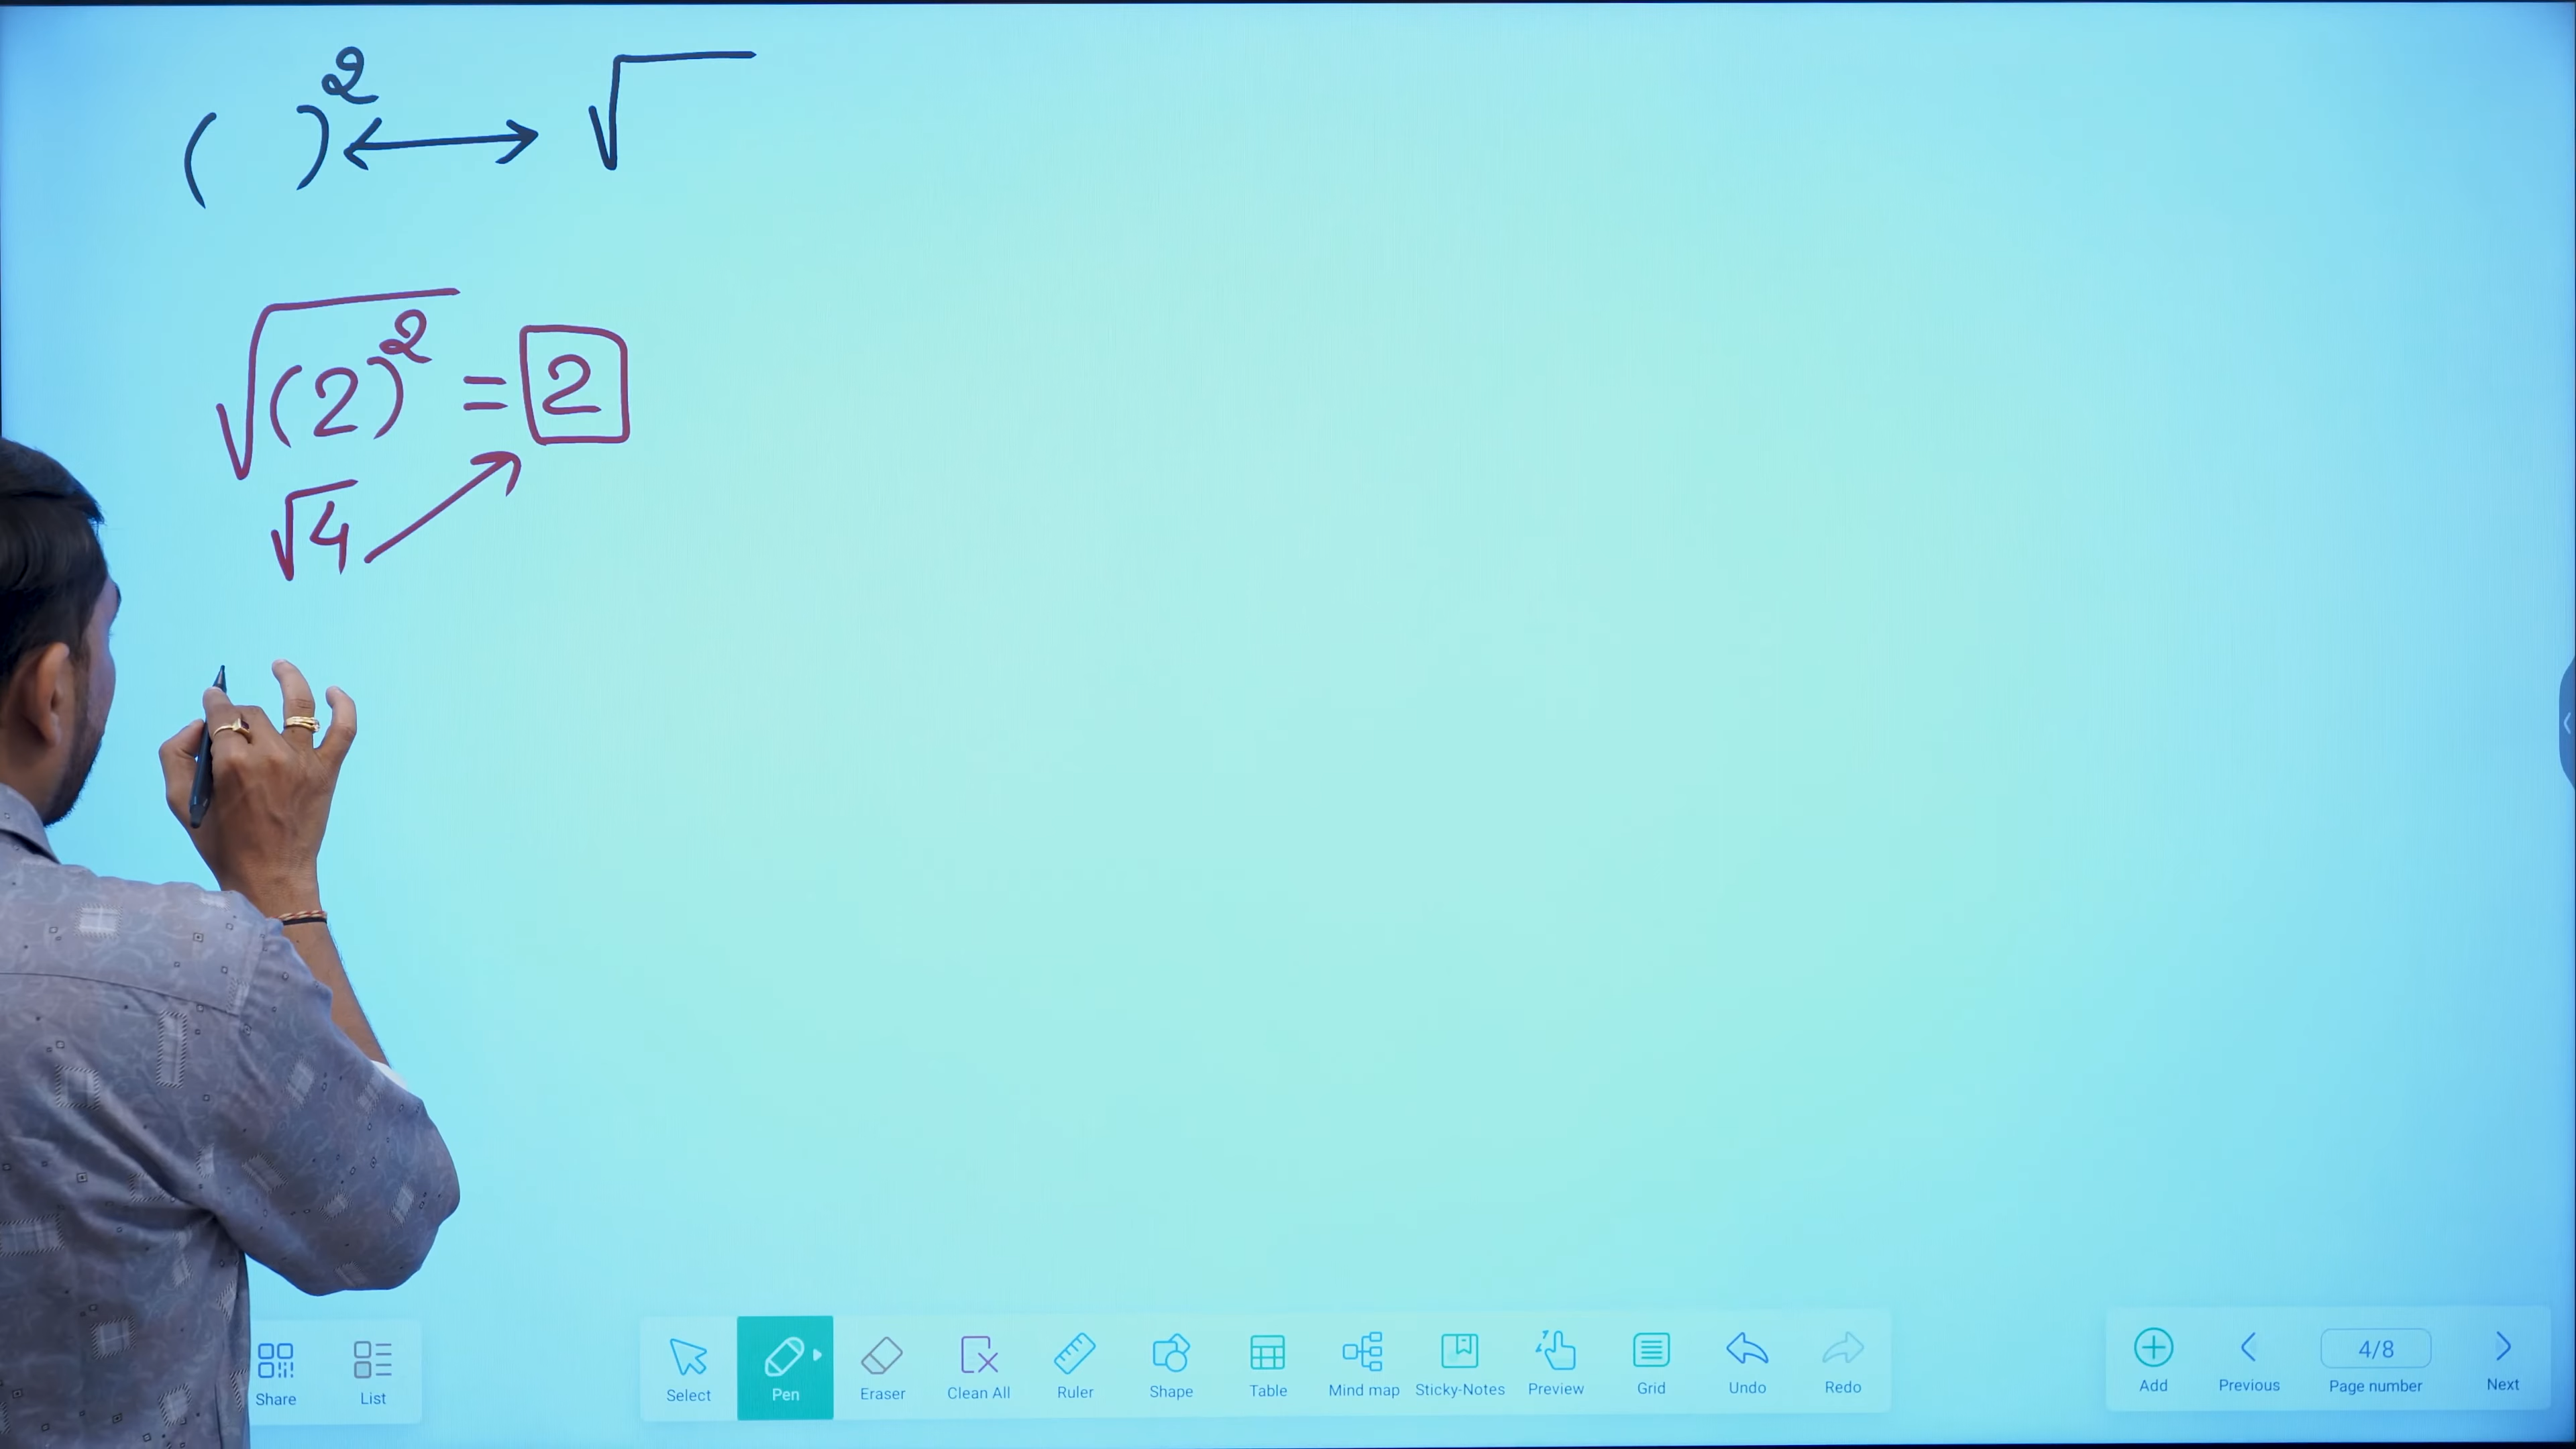 ( )² ↔ √
√(2)² = 2
√4
Share List Select Pen Eraser Clean All Ruler Shape Table Mind map Sticky-Notes Preview Grid Undo Redo Add Previous 4/8 Page number Next